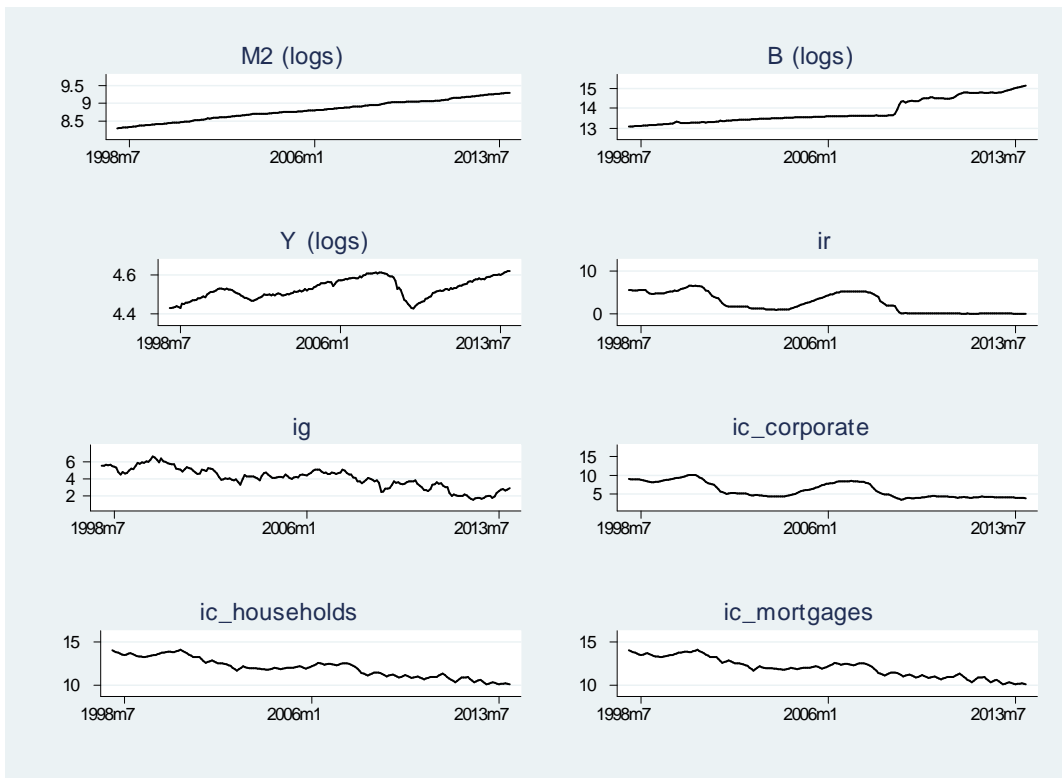 M2 (logs)
9.5
9
8.5
1998m7 2006m1 2013m7
B (logs)
15
14
13
1998m7 2006m1 2013m7
Y (logs)
4.6
4.4
1998m7 2006m1 2013m7
ir
10
0
1998m7 2006m1 2013m7
ig
6
4
2
1998m7 2006m1 2013m7
ic_corporate
15
10
5
1998m7 2006m1 2013m7
ic_households
15
10
1998m7 2006m1 2013m7
ic_mortgages
15
10
1998m7 2006m1 2013m7